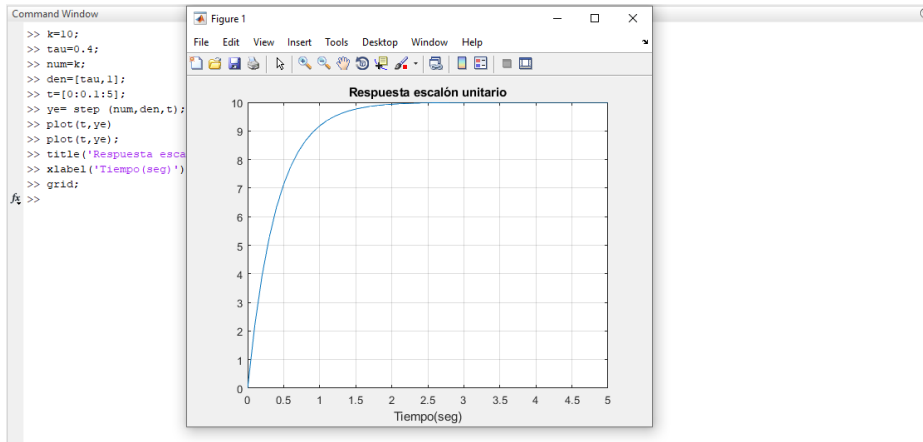 Command Window
>> k=10;
>> tau=0.4;
>> num=k;
>> den=[tau,1];
>> t=[0:0.1:5];
>> ye= step (num,den,t);
>> plot(t,ye)
>> plot(t,ye);
>> title('Respuesta esca
>> xlabel('Tiempo(seg)')
>> grid;
fx >>
Figure 1
File Edit View Insert Tools Desktop Window Help
Respuesta escalón unitario
10
9
8
7
6
5
4
3
2
1
0
0 0.5 1 1.5 2 2.5 3 3.5 4 4.5 5
Tiempo(seg)